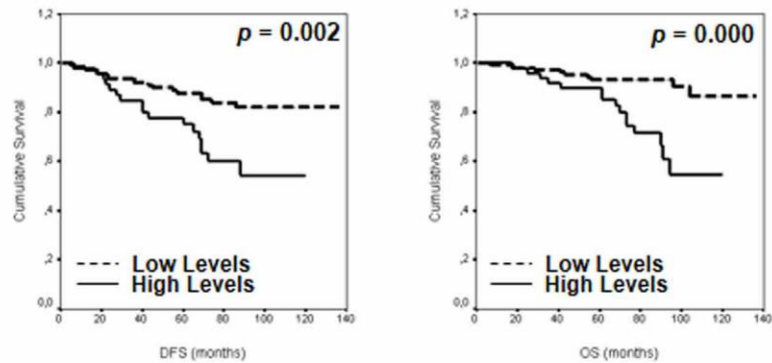 p = 0.002
Cumulative Survival
1,2
1,0
,8
,6
,4
,2
0,0
Low Levels
High Levels
0 20 40 60 80 100 120 140
DFS (months)
p = 0.000
Cumulative Survival
1,2
1,0
,8
,6
,4
,2
0,0
Low Levels
High Levels
0 20 40 60 80 100 120 140
OS (months)